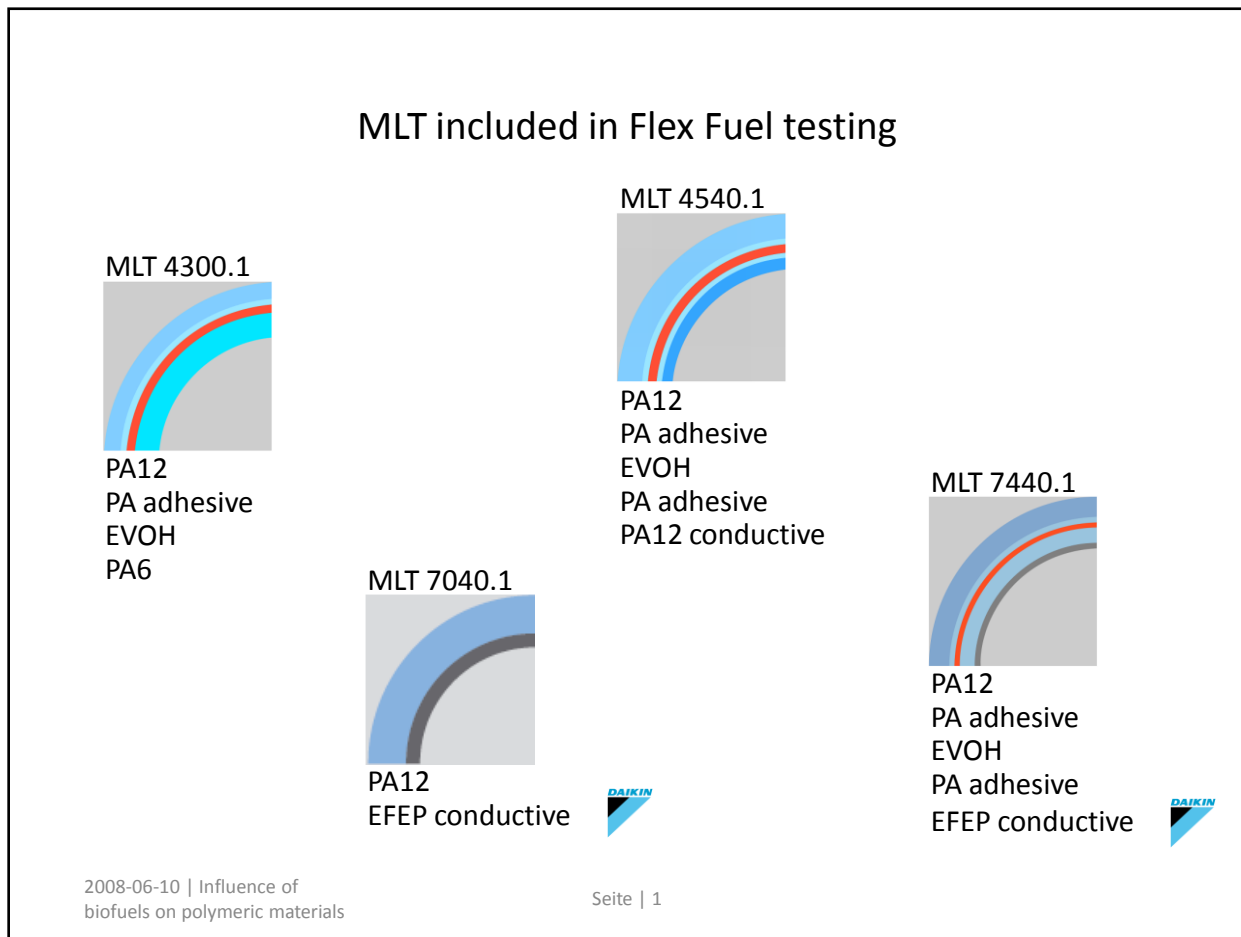 MLT included in Flex Fuel testing
MLT 4300.1
PA12
PA adhesive
EVOH
PA6
MLT 7040.1
PA12
EFEP conductive
DAIKIN
MLT 4540.1
PA12
PA adhesive
EVOH
PA adhesive
PA12 conductive
MLT 7440.1
PA12
PA adhesive
EVOH
PA adhesive
EFEP conductive
DAIKIN
2008-06-10 | Influence of
biofuels on polymeric materials
Seite | 1